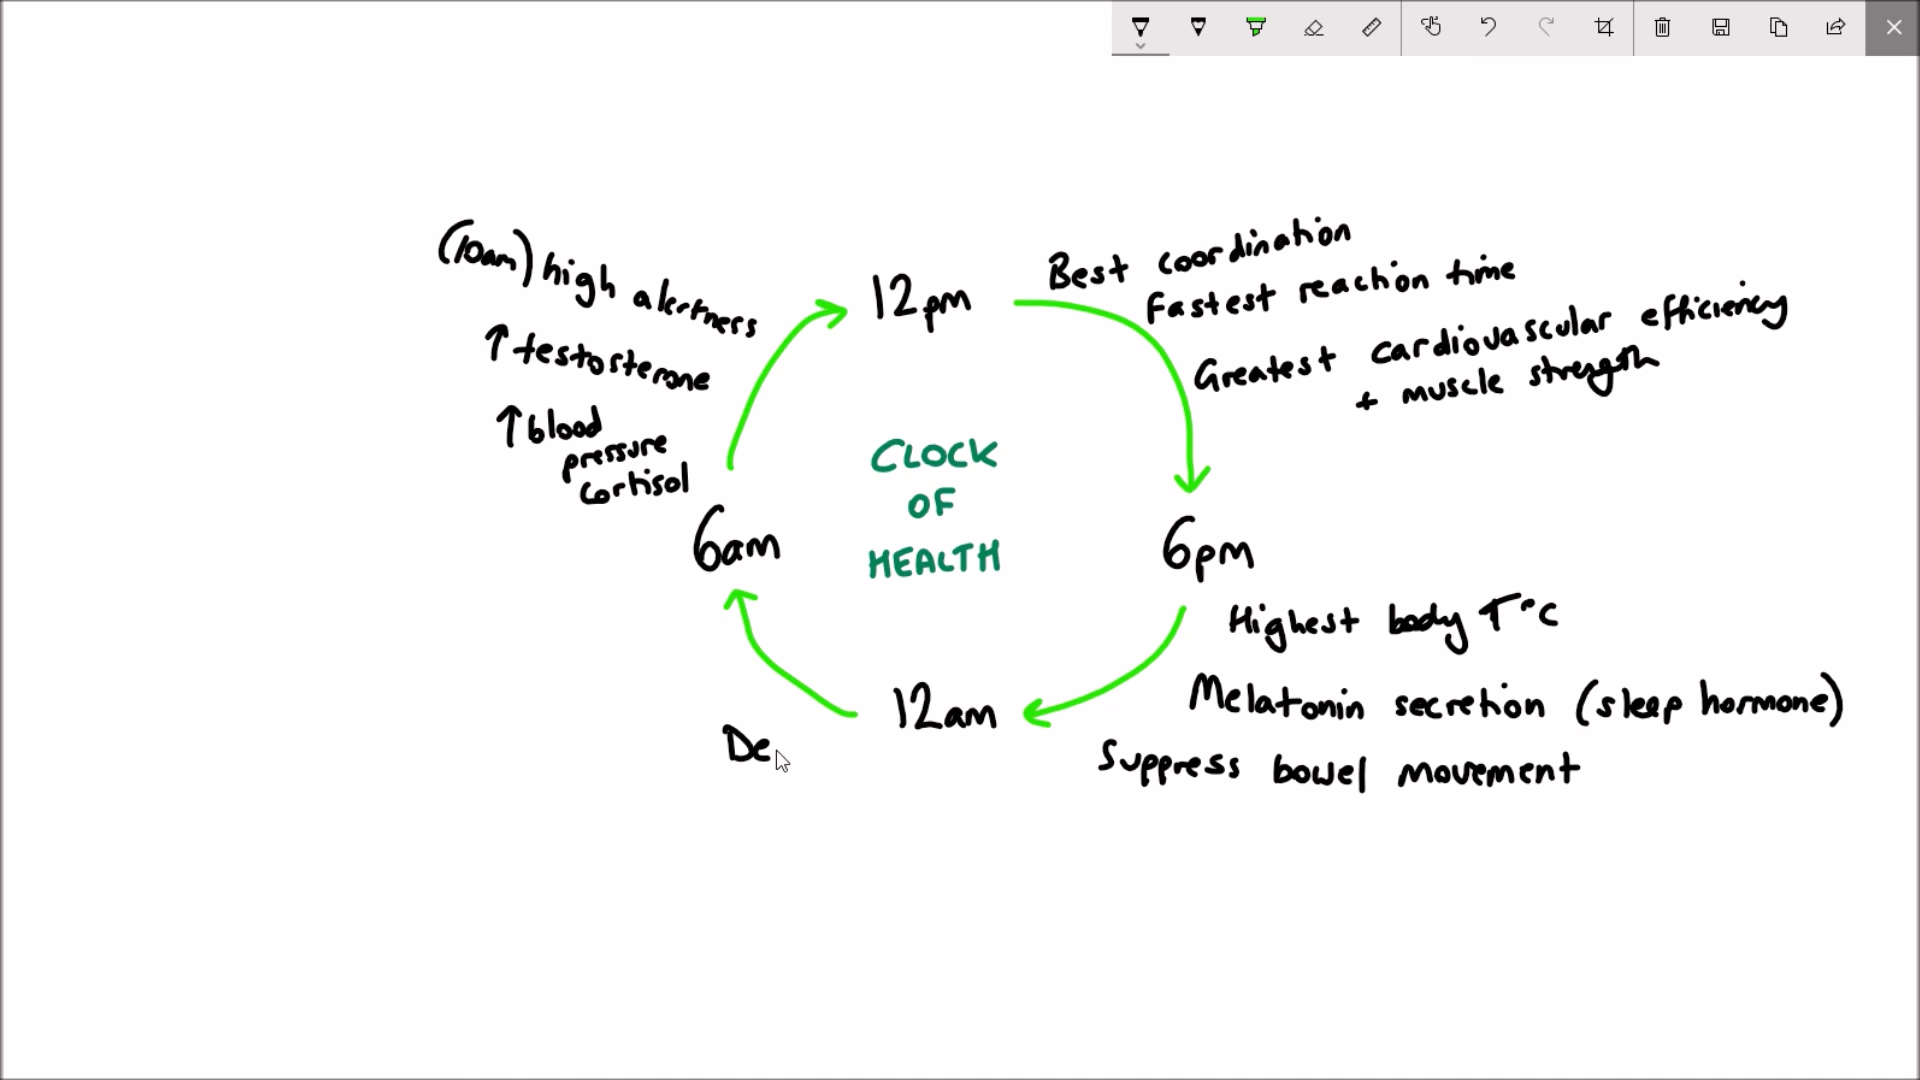 (10am) high alertness
↑ testosterone
↑ blood
pressure
cortisol
12pm
Best coordination
Fastest reaction time
Greatest cardiovascular efficiency
+ muscle strength
CLOCK
OF
HEALTH
6am
6pm
Highest body T°C
Melatonin secretion (sleep hormone)
Suppress bowel movement
12am
De